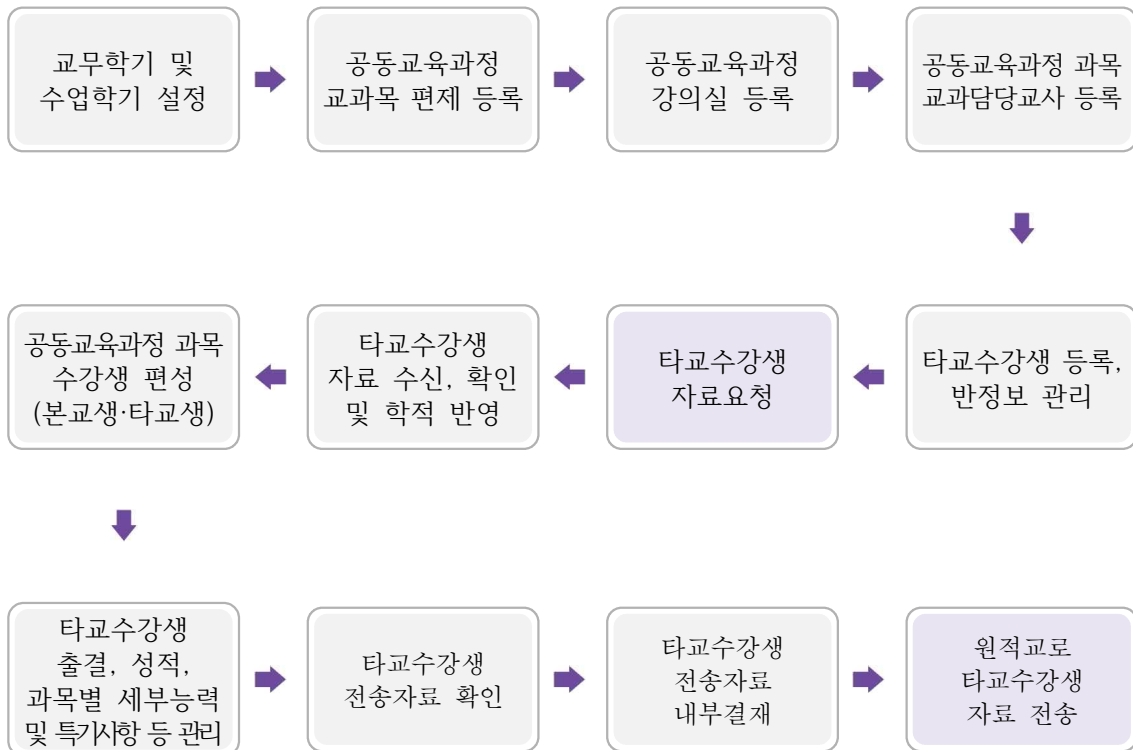 교무학기 및
수업학기 설정
공동교육과정
교과목 편제 등록
공동교육과정
강의실 등록
공동교육과정 과목
교과담당교사 등록
타교수강생 등록,
반정보 관리
타교수강생
자료요청
타교수강생
자료 수신, 확인
및 학적 반영
공동교육과정 과목
수강생 편성
(본교생·타교생)
타교수강생
출결, 성적,
과목별 세부능력
및 특기사항 등 관리
타교수강생
전송자료 확인
타교수강생
전송자료
내부결재
원적교로
타교수강생
자료 전송